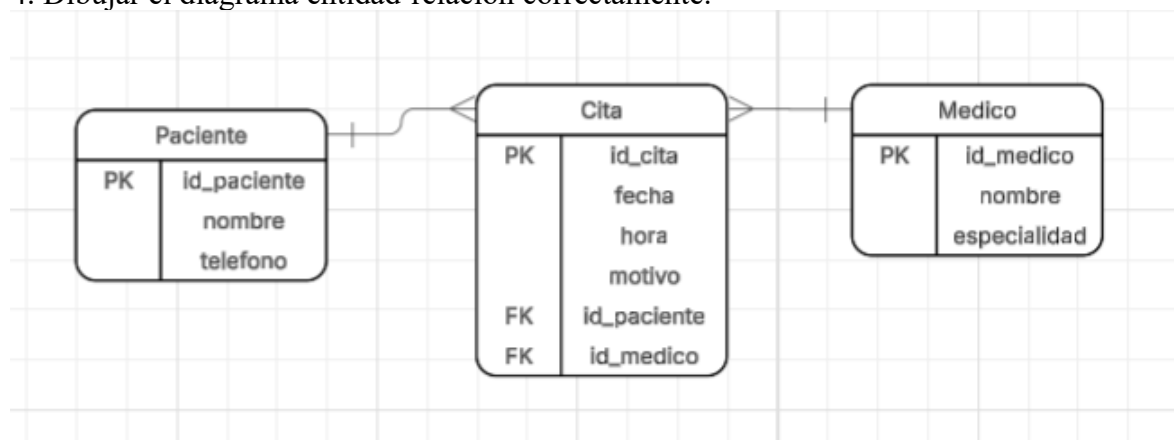 4. Dibujar el diagrama entidad-relación correctamente.
Paciente
PK id_paciente
nombre
telefono
Cita
PK id_cita
fecha
hora
motivo
FK id_paciente
FK id_medico
Medico
PK id_medico
nombre
especialidad